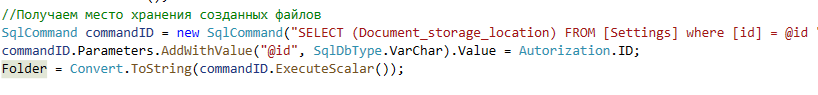 //Получаем место хранения созданных файлов
SqlCommand commandID = new SqlCommand("SELECT (Document_storage_location) FROM [Settings] where [id] = @id "
commandID.Parameters.AddWithValue("@id", SqlDbType.VarChar).Value = Autorization.ID;
Folder = Convert.ToString(commandID.ExecuteScalar());